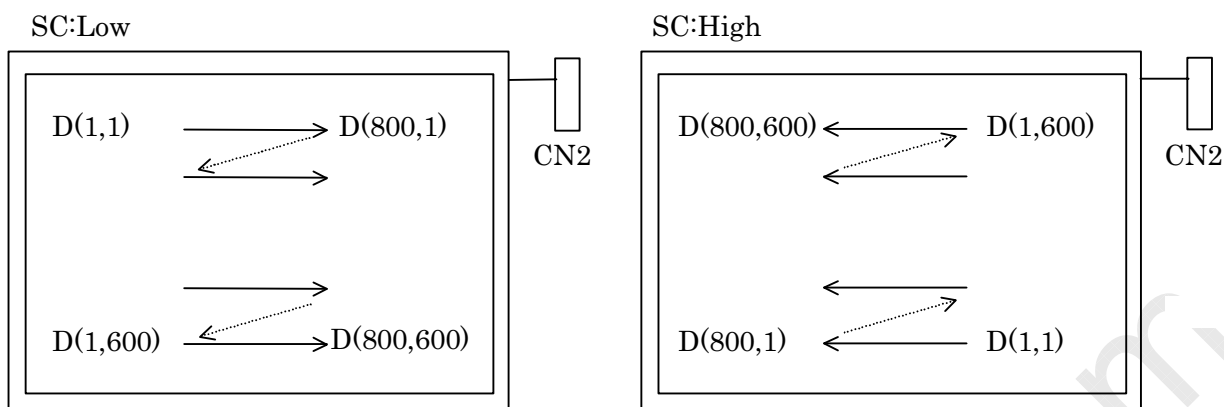 SC:Low
SC:High
D(1,1) D(800,1)
CN2
D(1,600) D(800,600)
D(800,600) D(1,600)
CN2
D(800,1) D(1,1)
m